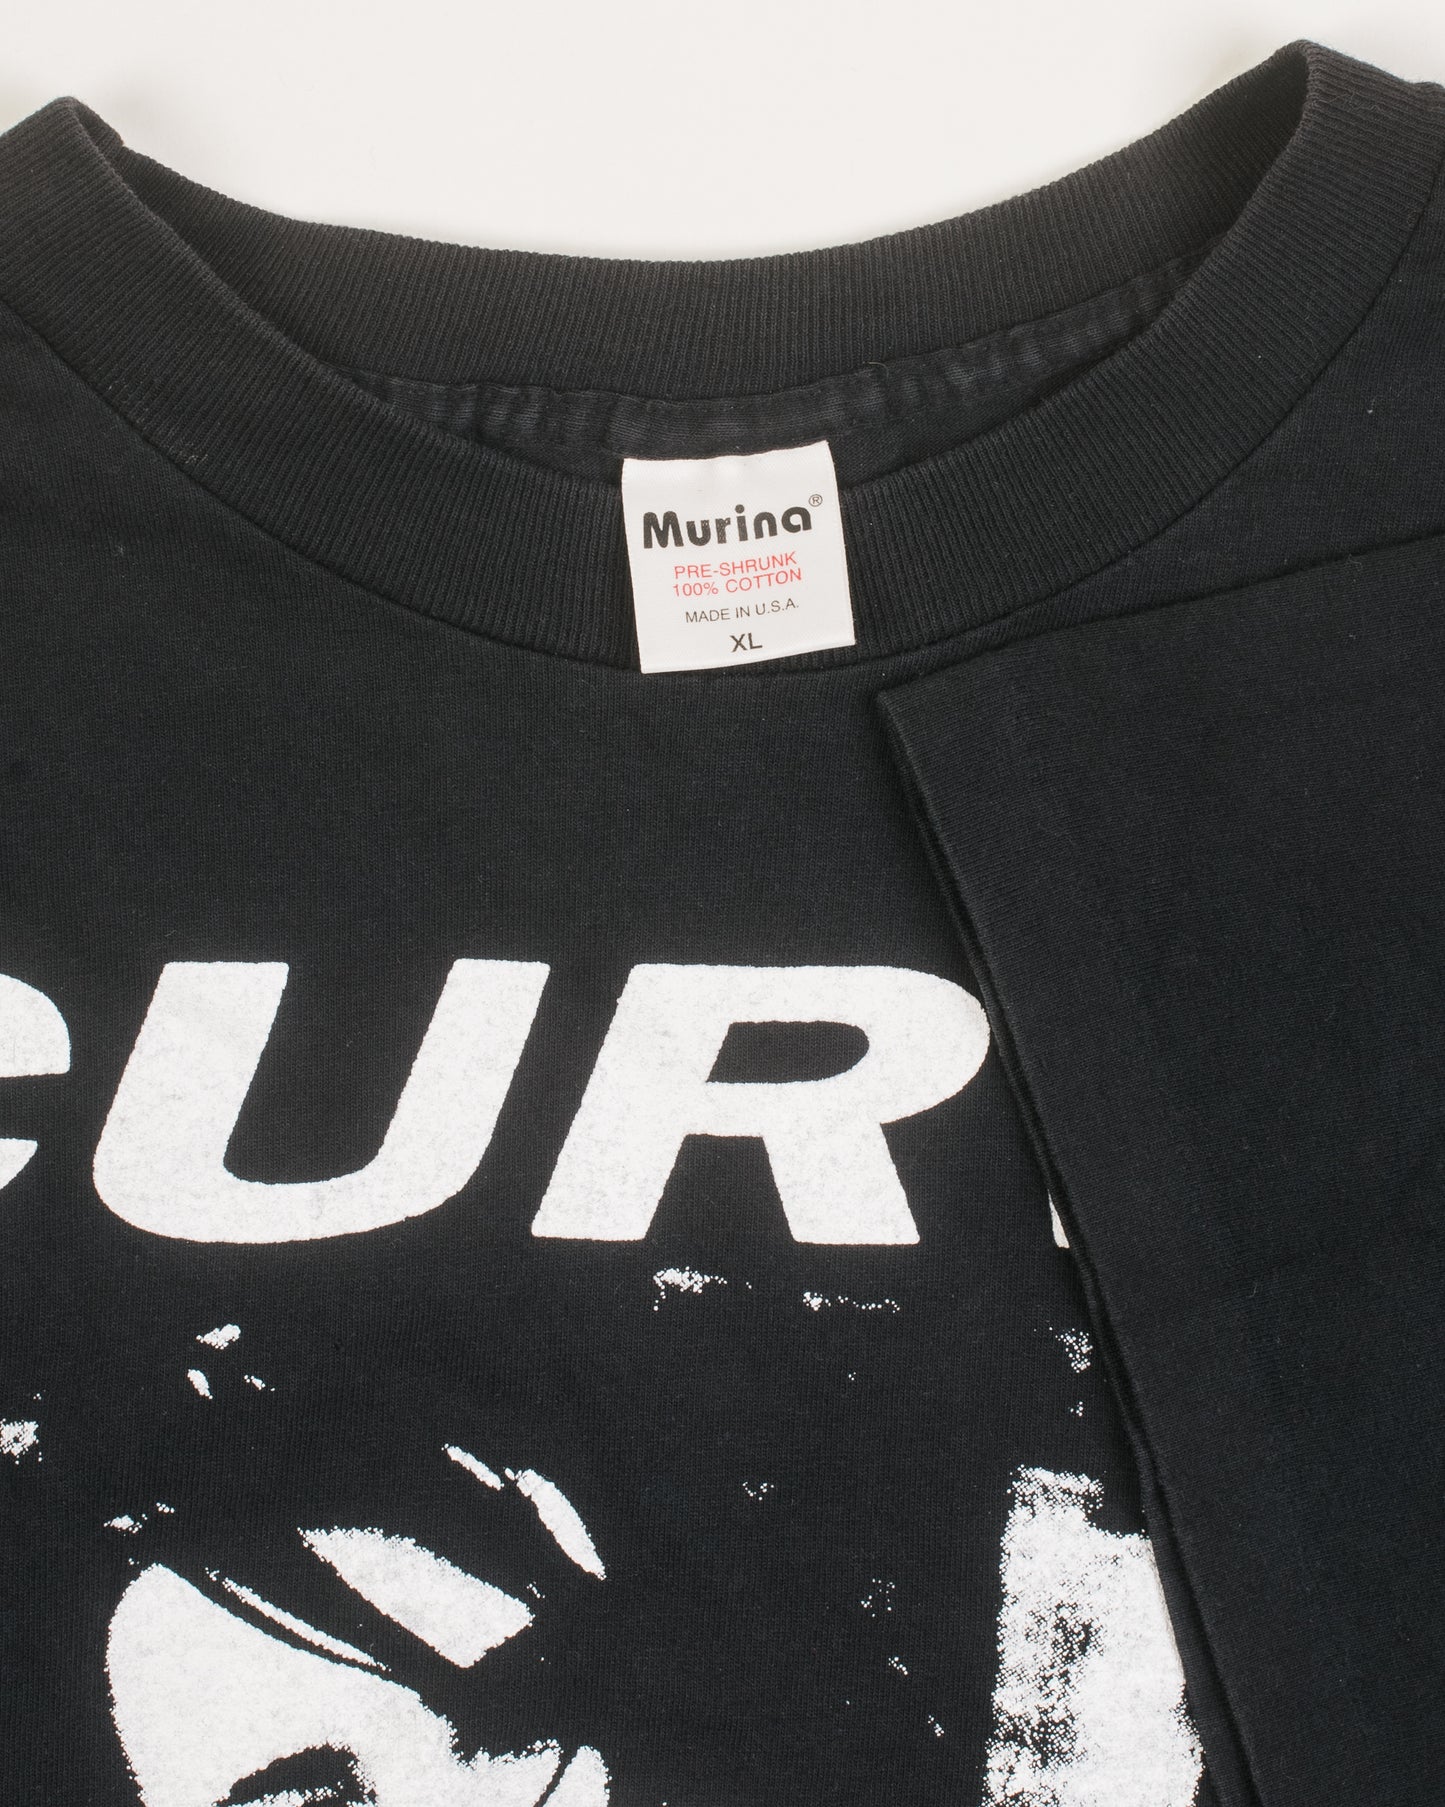 Murina®
PRE-SHRUNK
100% COTTON
MADE IN U.S.A.
XL
CUR